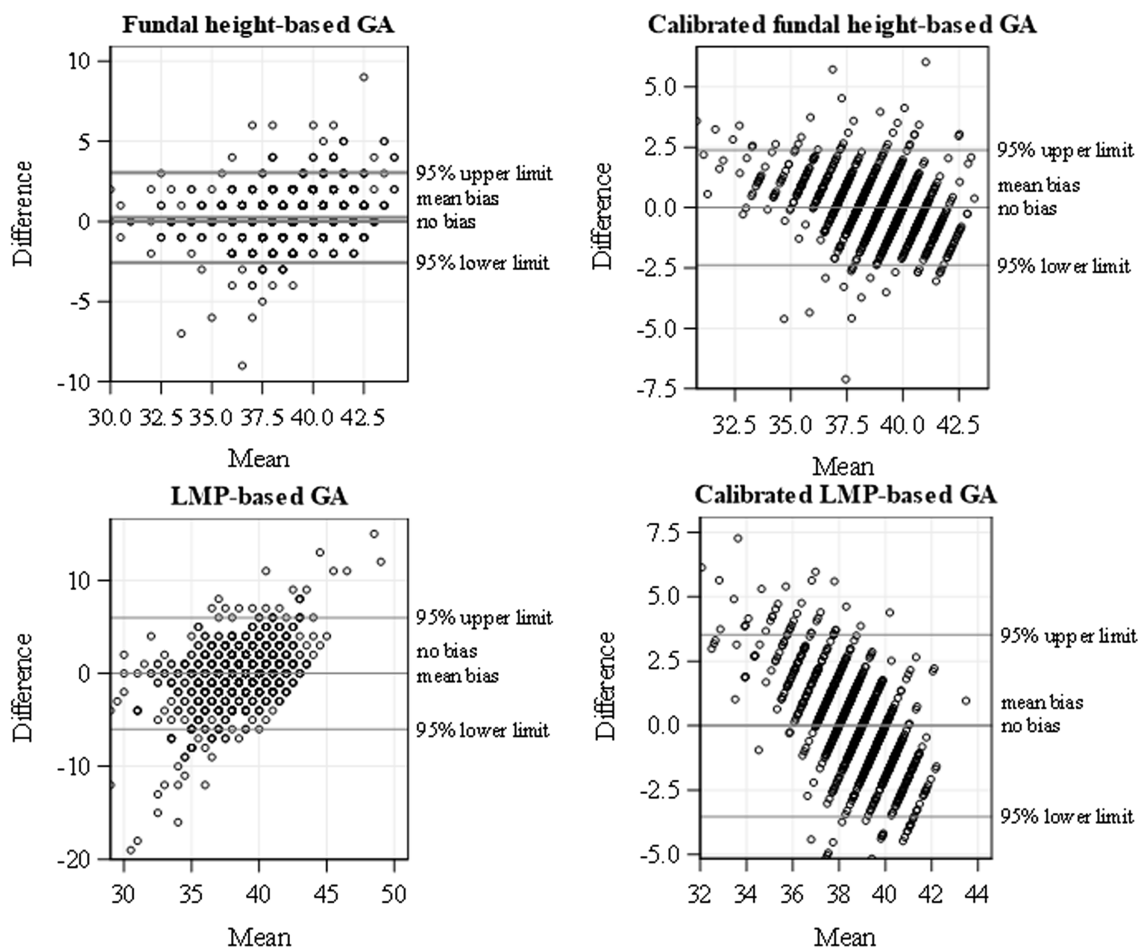 Fundal height-based GA
10
5
0
-5
-10
30.0 32.5 35.0 37.5 40.0 42.5
Difference
Mean
95% upper limit
mean bias
no bias
95% lower limit
Calibrated fundal height-based GA
5.0
2.5
0.0
-2.5
-5.0
-7.5
32.5 35.0 37.5 40.0 42.5
Difference
Mean
95% upper limit
mean bias
no bias
95% lower limit
LMP-based GA
10
0
-10
-20
30 35 40 45 50
Difference
Mean
95% upper limit
no bias
mean bias
95% lower limit
Calibrated LMP-based GA
7.5
5.0
2.5
0.0
-2.5
-5.0
32 34 36 38 40 42 44
Difference
Mean
95% upper limit
mean bias
no bias
95% lower limit